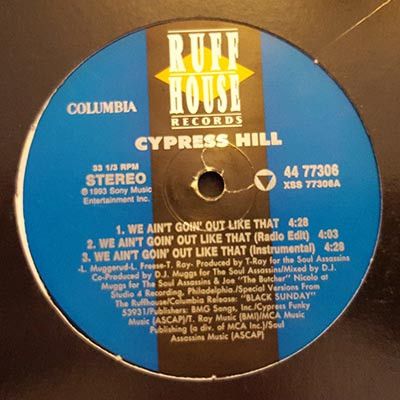 RUFF
HOUSE
RECORDS
COLUMBIA
CYPRESS HILL
33 1/3 RPM
STEREO
℗ 1993 Sony Music
Entertainment Inc.
44 77306
XSS 77306A
1. WE AIN'T GOIN' OUT LIKE THAT 4:28
2. WE AIN'T GOIN' OUT LIKE THAT (Radio Edit) 4:03
3. WE AIN'T GOIN' OUT LIKE THAT (Instrumental) 4:28
-L. Muggerud-L. Freese-T. Ray- Produced by T-Ray for the Soul Assassins
Co-Produced by D.J. Muggs for The Soul Assassins/Mixed by D.J.
Muggs for The Soul Assassins & Joe "The Butcher" Nicolo at
Studio 4 Recording, Philadelphia./Special Versions From
The Ruffhouse/Columbia Release: "BLACK SUNDAY"
53931/Publishers: BMG Songs, Inc./Cypress Funky
Music (ASCAP)/T. Ray Music (BMI)/MCA Music
Publishing (a div. of MCA Inc.)/Soul
Assassins Music (ASCAP)